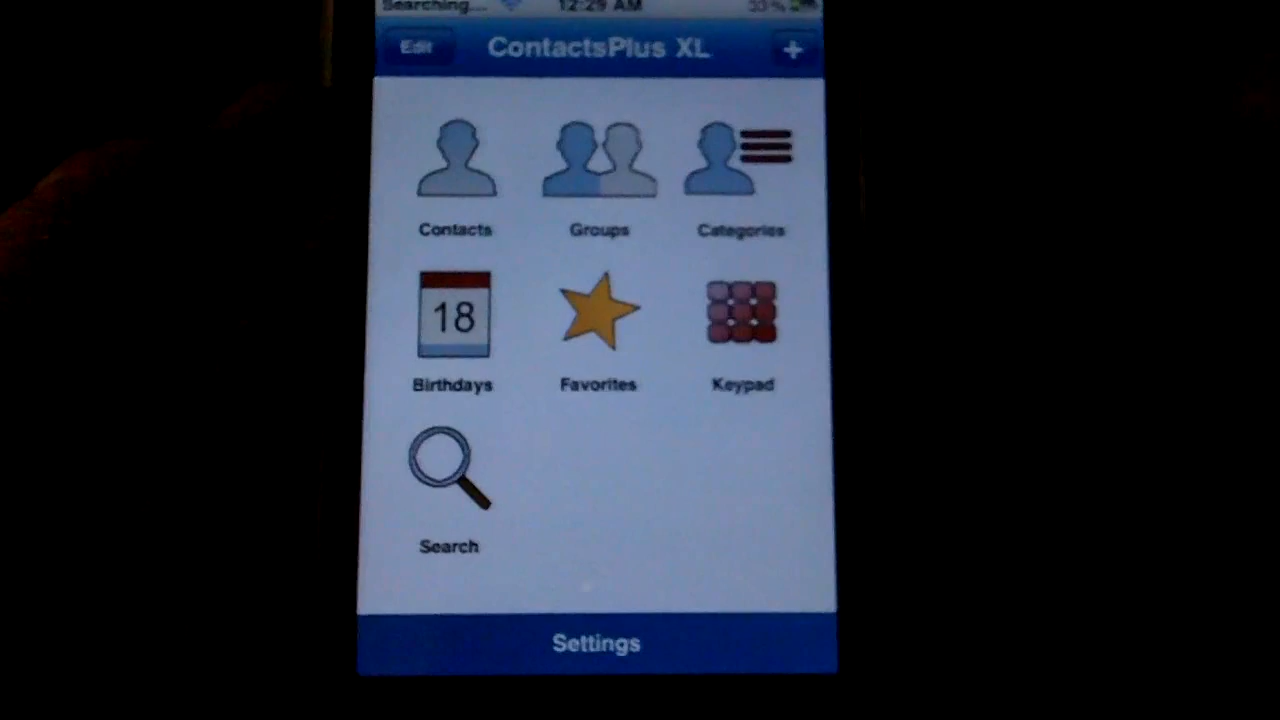 Searching... 12:29 AM 33%
Edit ContactsPlus XL +
Contacts Groups Categories
18
Birthdays Favorites Keypad
Search
Settings